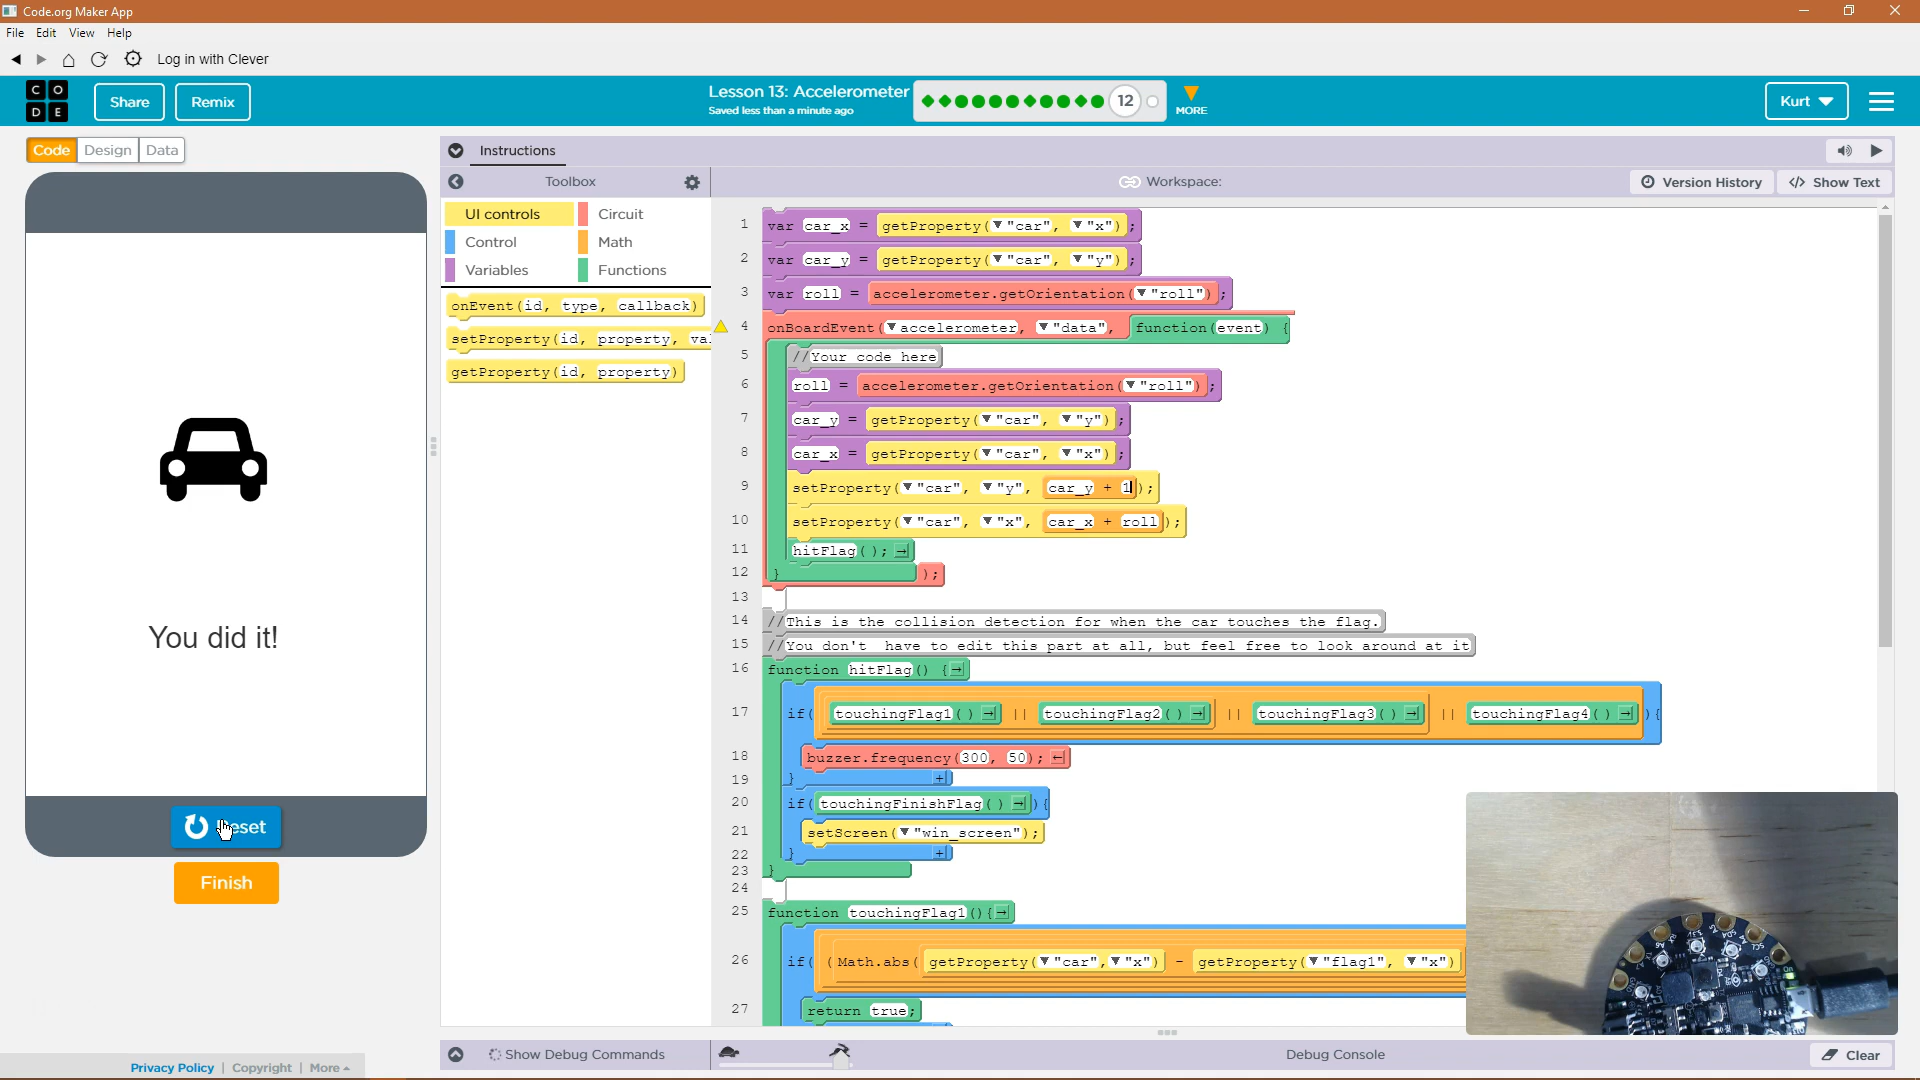 Code.org Maker App
File Edit View Help
Log in with Clever
CODE
Share
Remix
Lesson 13: Accelerometer
Saved less than a minute ago
12
MORE
Kurt
Code Design Data
Instructions
Toolbox
Workspace:
Version History
</> Show Text
UI controls
Circuit
Control
Math
Variables
Functions
onEvent(id, type, callback)
setProperty(id, property,
getProperty(id, property)
1 var car_x = getProperty("car", "x");
2 var car_y = getProperty("car", "y");
3 var roll = accelerometer.getOrientation("roll");
4 onBoardEvent(accelerometer, "data", function(event) {
5 //Your code here
6 roll = accelerometer.getOrientation("roll");
7 car_y = getProperty("car", "y");
8 car_x = getProperty("car", "x");
9 setProperty("car", "y", car_y + 1);
10 setProperty("car", "x", car_x + roll);
11 hitFlag();
12 } );
13
14 //This is the collision detection for when the car touches the flag.
15 //You don't have to edit this part at all, but feel free to look around at it
16 function hitFlag() {
17 if( touchingFlag1() || touchingFlag2() || touchingFlag3() || touchingFlag4() ){
18 buzzer.frequency(300, 50);
19 }
20 if( touchingFinishFlag() ){
21 setScreen("win_screen");
22 }
23 }
24
25 function touchingFlag1(){
26 if( (Math.abs( getProperty("car","x") - getProperty("flag1", "x")
27 return true;
You did it!
Finish
Show Debug Commands
Debug Console
Clear
Privacy Policy | Copyright | More